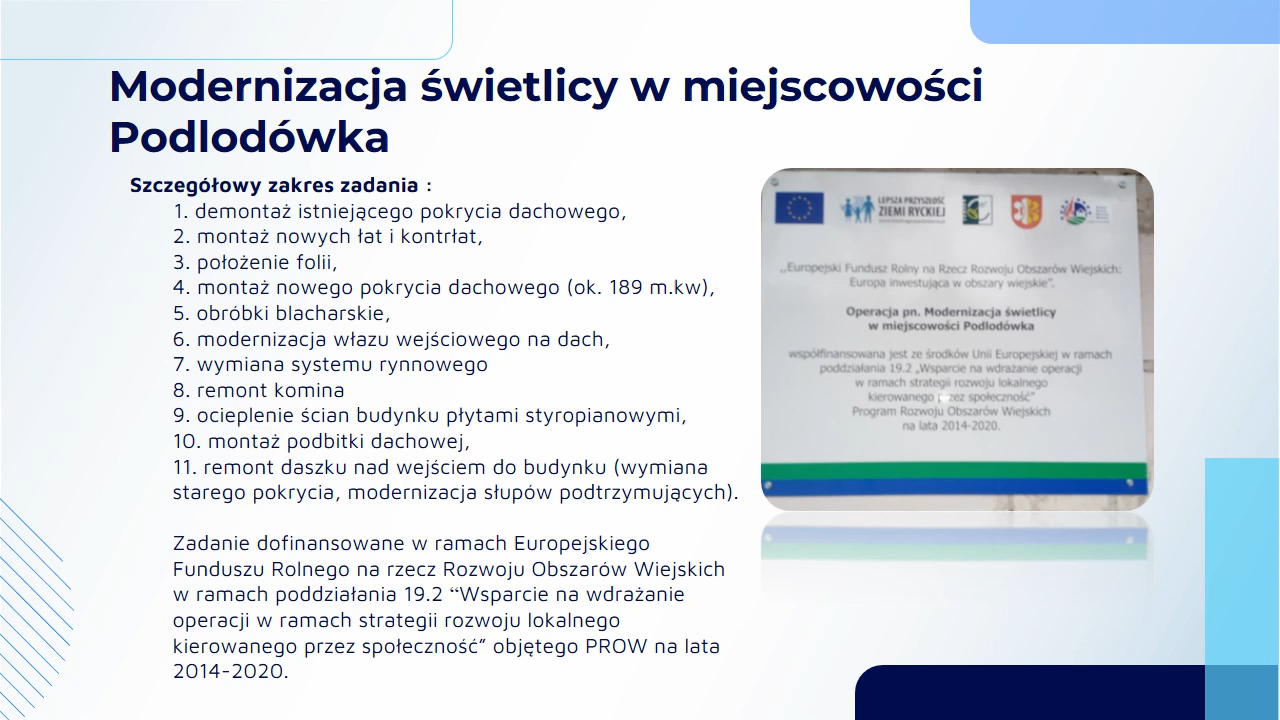 Modernizacja świetlicy w miejscowości
Podlodówka
Szczegółowy zakres zadania :
1. demontaż istniejącego pokrycia dachowego,
2. montaż nowych łat i kontrłat,
3. położenie folii,
4. montaż nowego pokrycia dachowego (ok. 189 m.kw),
5. obróbki blacharskie,
6. modernizacja włazu wejściowego na dach,
7. wymiana systemu rynnowego
8. remont komina
9. ocieplenie ścian budynku płytami styropianowymi,
10. montaż podbitki dachowej,
11. remont daszku nad wejściem do budynku (wymiana
starego pokrycia, modernizacja słupów podtrzymujących).
Zadanie dofinansowane w ramach Europejskiego
Funduszu Rolnego na rzecz Rozwoju Obszarów Wiejskich
w ramach poddziałania 19.2 “Wsparcie na wdrażanie
operacji w ramach strategii rozwoju lokalnego
kierowanego przez społeczność” objętego PROW na lata
2014-2020.
LEPSZA PRZYSZŁOŚĆ
ZIEMI RYCKIEJ
,,Europejski Fundusz Rolny na Rzecz Rozwoju Obszarów Wiejskich:
Europa inwestująca w obszary wiejskie”.
Operacja pn. Modernizacja świetlicy
w miejscowości Podlodówka
współfinansowana jest ze środków Unii Europejskiej w ramach
poddziałania 19.2 „Wsparcie na wdrażanie operacji
w ramach strategii rozwoju lokalnego
kierowanego przez społeczność”
Program Rozwoju Obszarów Wiejskich
na lata 2014-2020.